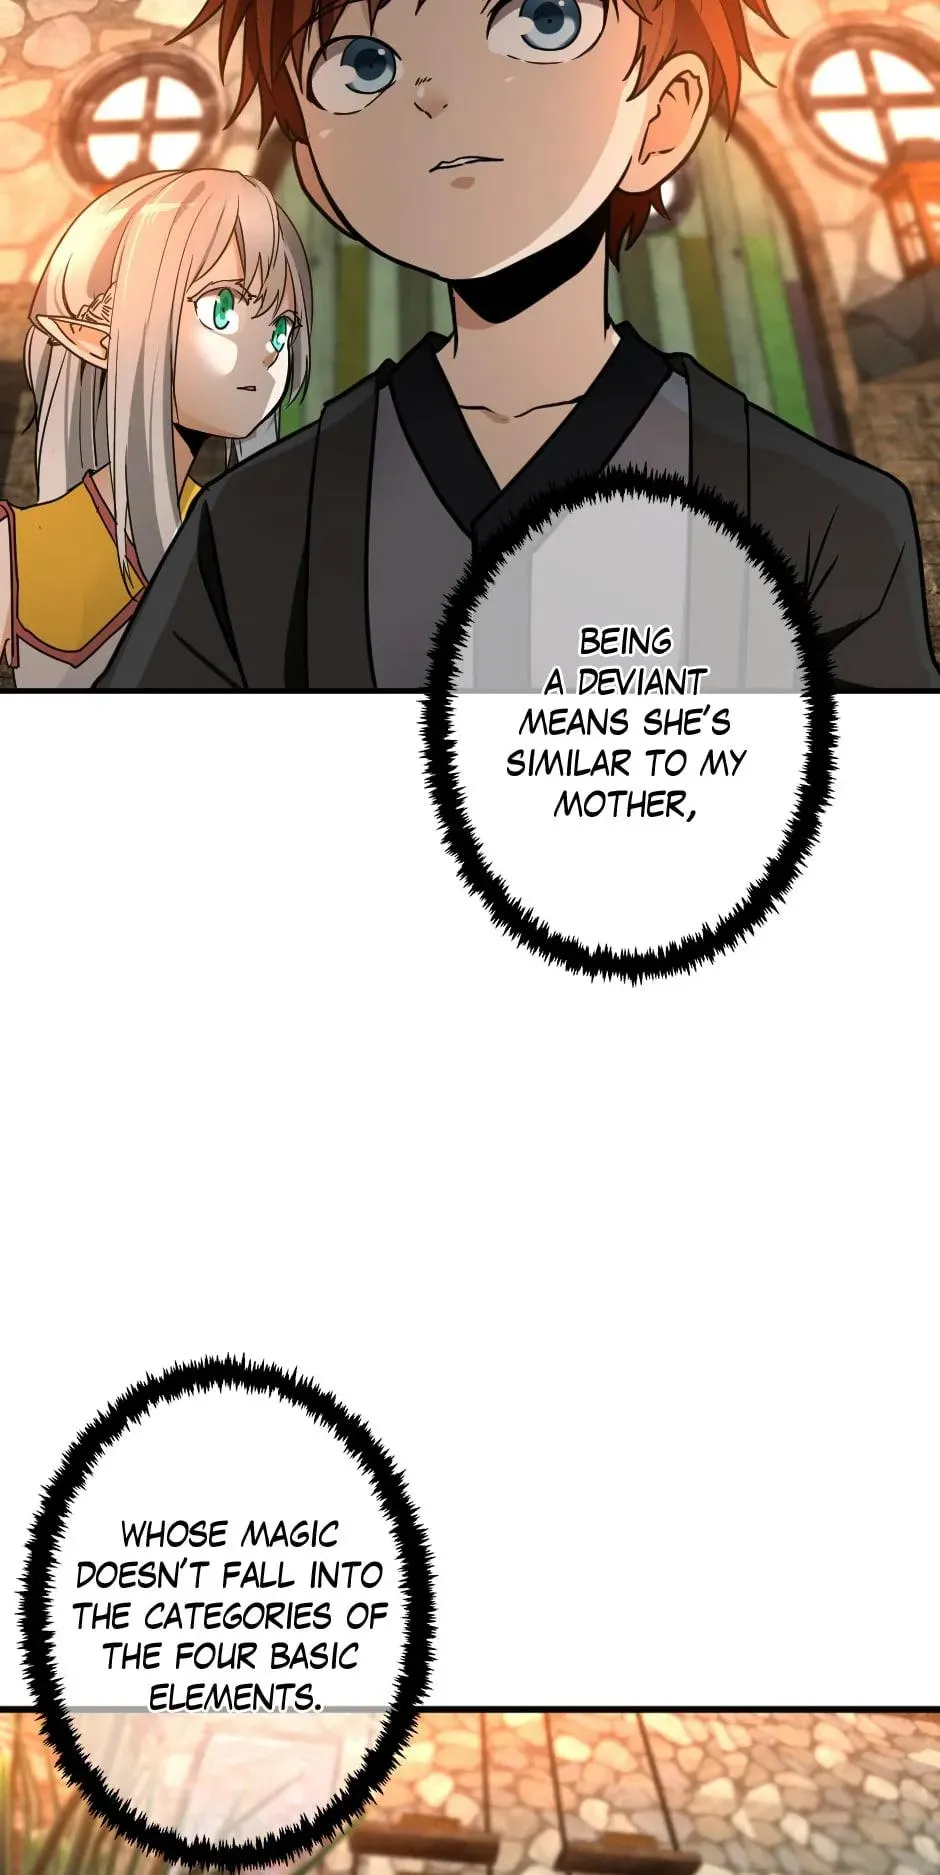 BEING
A DEVIANT
MEANS SHE'S
SIMILAR TO MY
MOTHER,
WHOSE MAGIC
DOESN'T FALL INTO
THE CATEGORIES OF
THE FOUR BASIC
ELEMENTS.